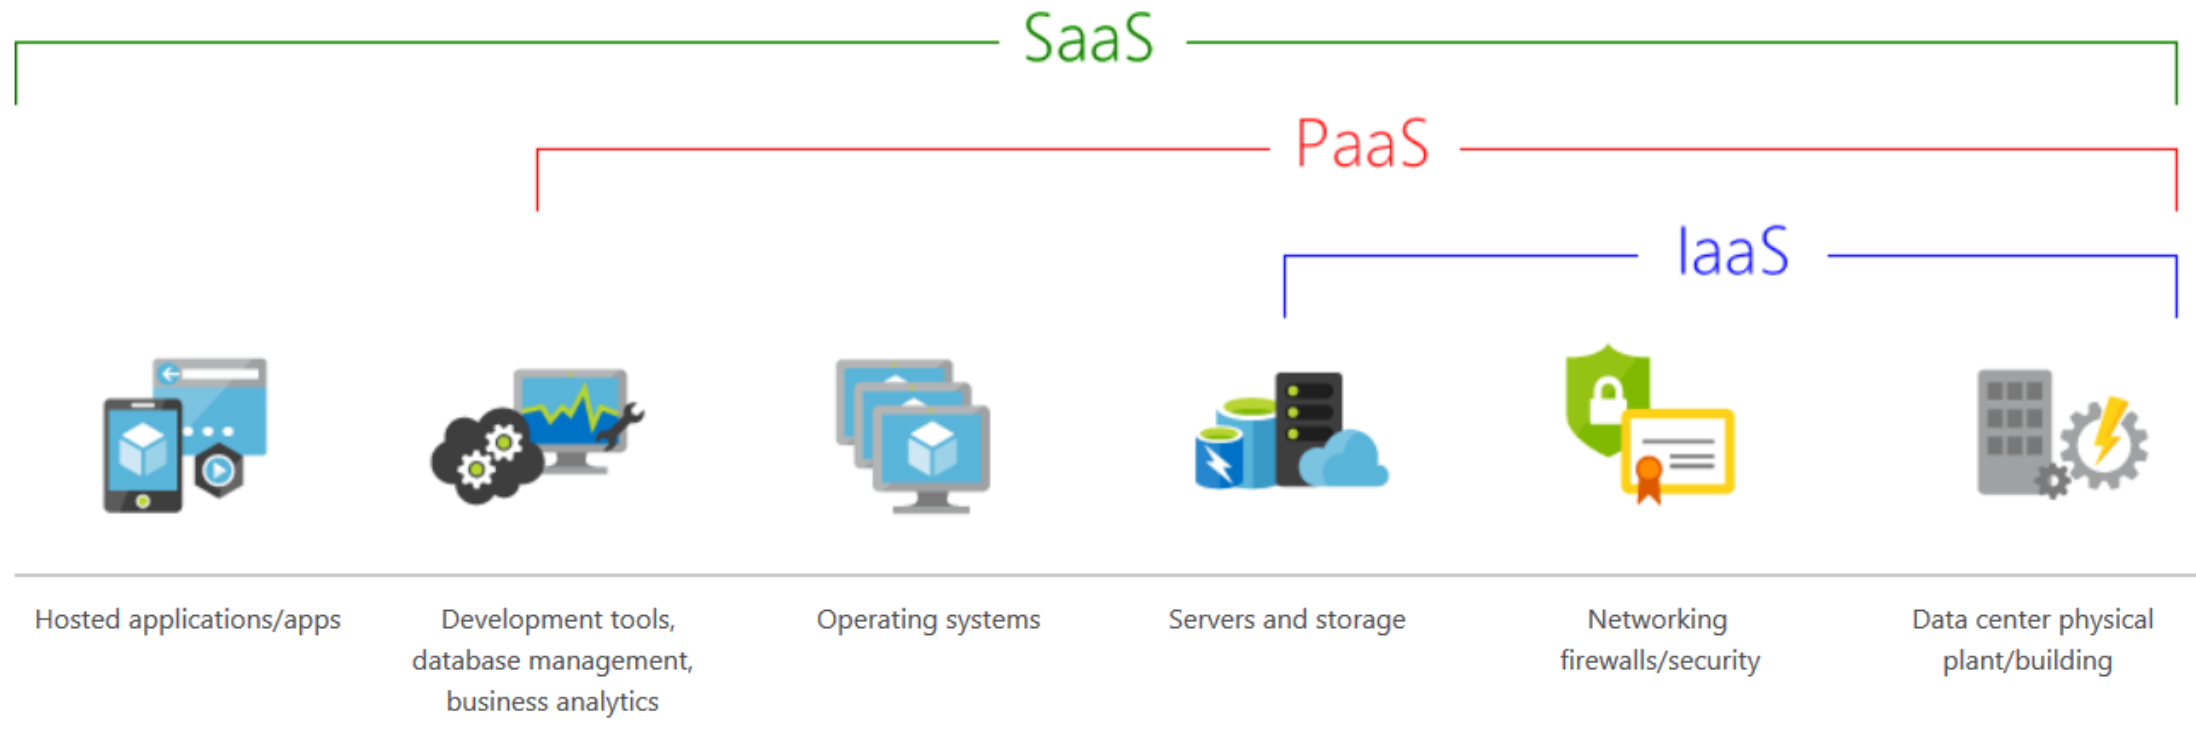 SaaS
PaaS
IaaS
Hosted applications/apps
Development tools,
database management,
business analytics
Operating systems
Servers and storage
Networking
firewalls/security
Data center physical
plant/building